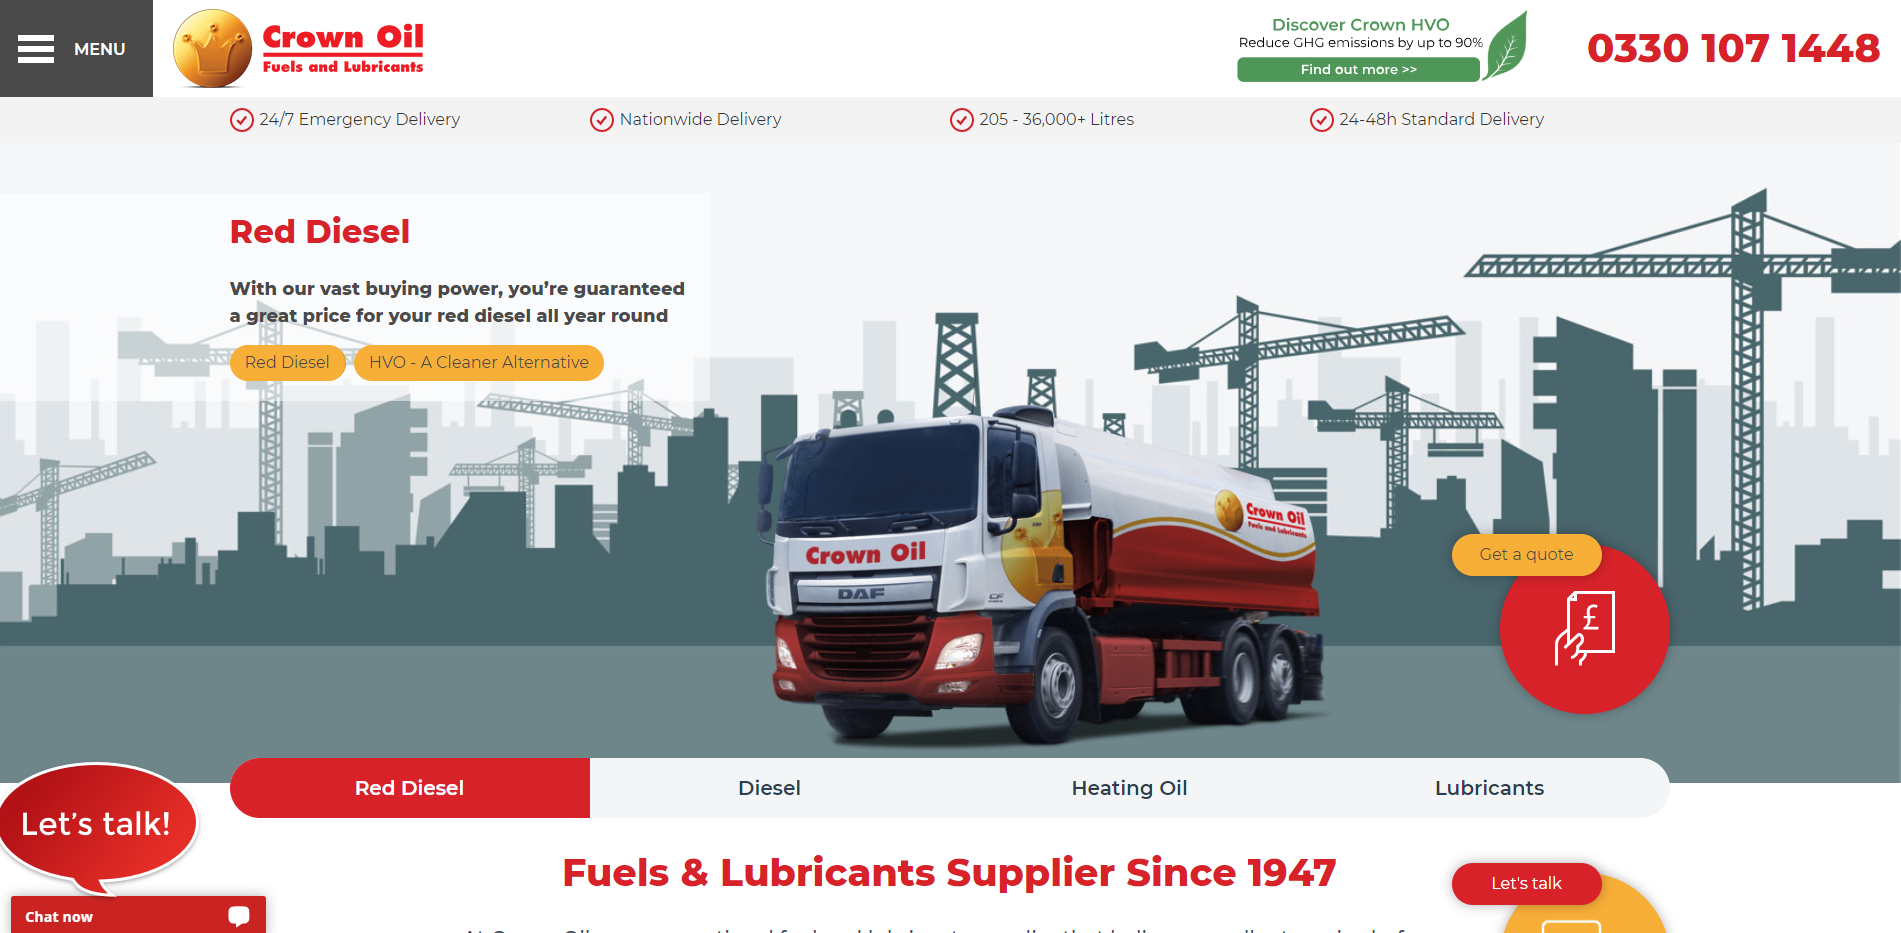 MENU
Crown Oil
Fuels and Lubricants
Discover Crown HVO
Reduce GHG emissions by up to 90%
Find out more >>
0330 107 1448
24/7 Emergency Delivery
Nationwide Delivery
205 - 36,000+ Litres
24-48h Standard Delivery
Red Diesel
With our vast buying power, you’re guaranteed
a great price for your red diesel all year round
Red Diesel
HVO - A Cleaner Alternative
Crown Oil
Fuels and Lubricants
Crown Oil
DAF
CF
Get a quote
£
Red Diesel
Diesel
Heating Oil
Lubricants
Let’s talk!
Fuels & Lubricants Supplier Since 1947
Let's talk
Chat now